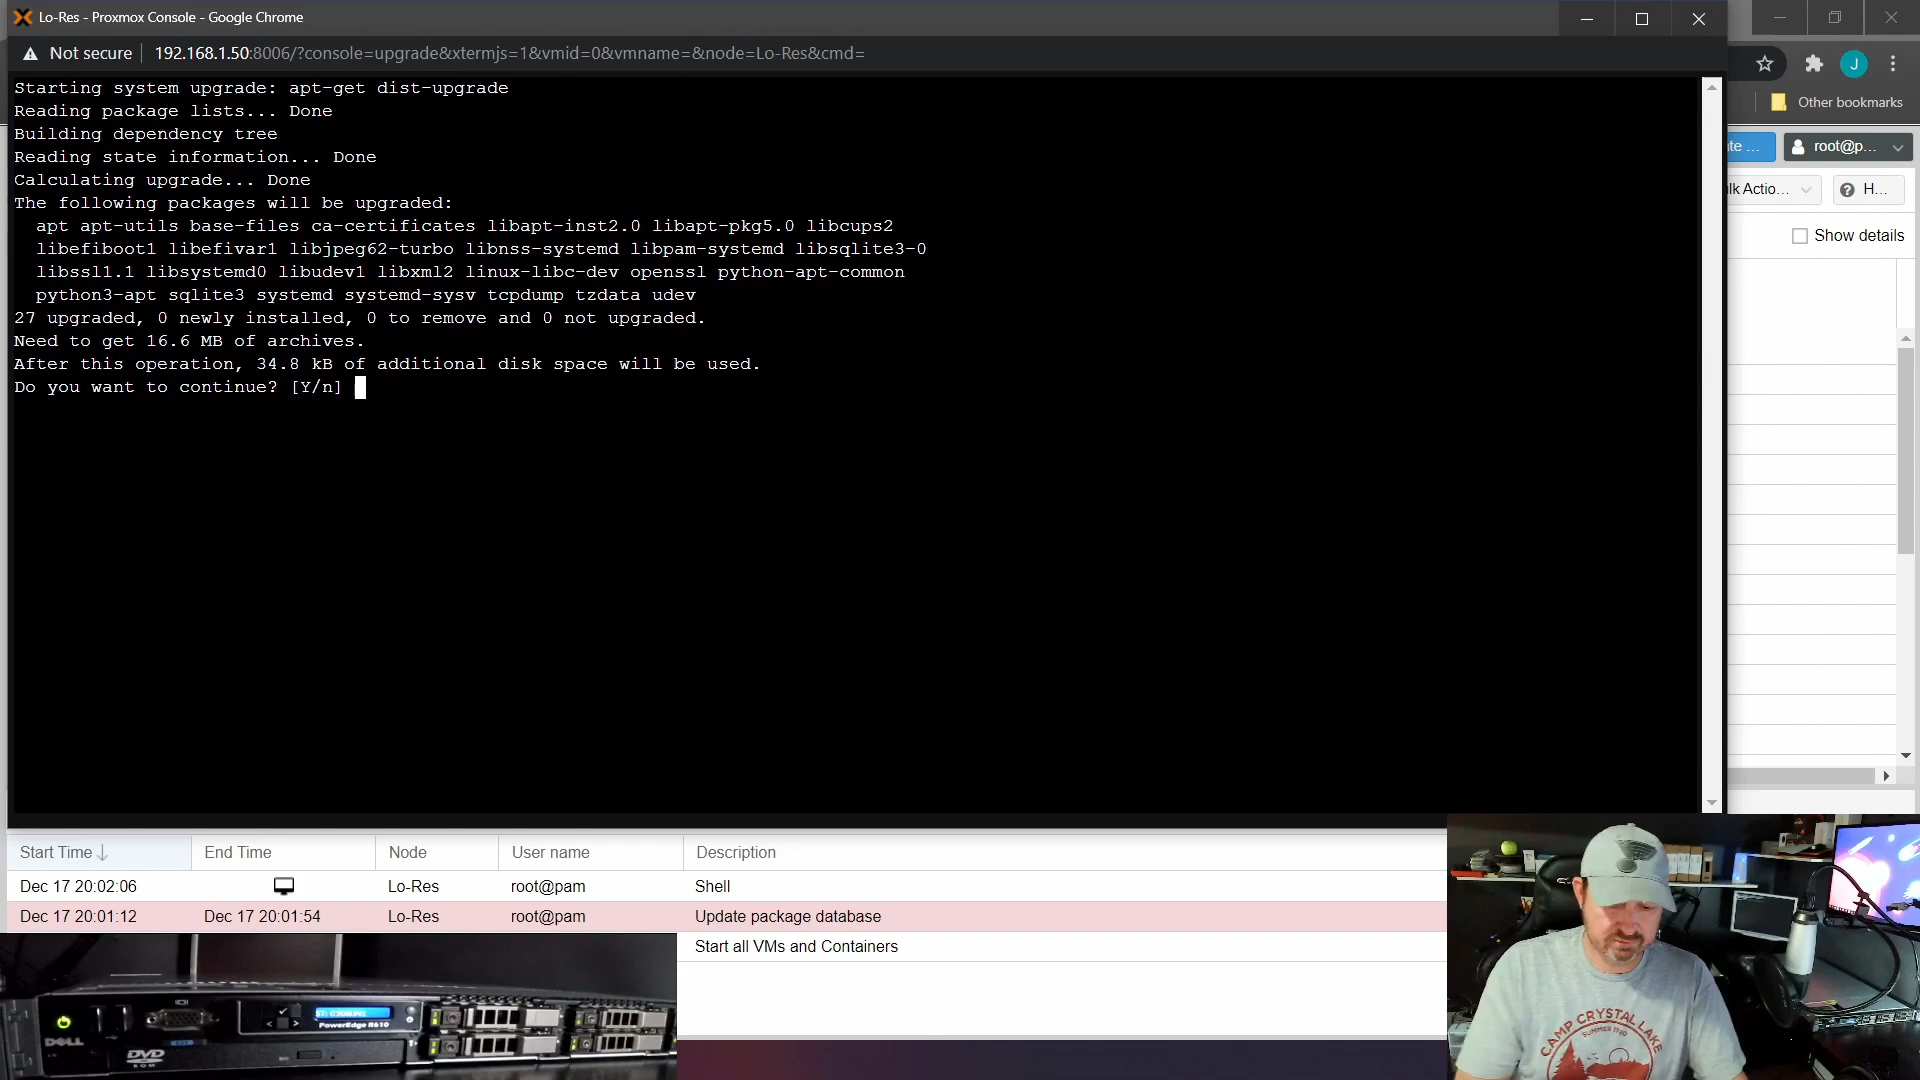 Lo-Res - Proxmox Console - Google Chrome
Not secure
192.168.1.50:8006/?console=upgrade&xtermjs=1&vmid=0&vmname=&node=Lo-Res&cmd=
Starting system upgrade: apt-get dist-upgrade
Reading package lists... Done
Building dependency tree
Reading state information... Done
Calculating upgrade... Done
The following packages will be upgraded:
apt apt-utils base-files ca-certificates libapt-inst2.0 libapt-pkg5.0 libcups2
libefiboot1 libefivar1 libjpeg62-turbo libnss-systemd libpam-systemd libsqlite3-0
libssl1.1 libsystemd0 libudev1 libxml2 linux-libc-dev openssl python-apt-common
python3-apt sqlite3 systemd systemd-sysv tcpdump tzdata udev
27 upgraded, 0 newly installed, 0 to remove and 0 not upgraded.
Need to get 16.6 MB of archives.
After this operation, 34.8 kB of additional disk space will be used.
Do you want to continue? [Y/n]
J
Other bookmarks
te ...
root@p...
lk Actio...
H...
Show details
Start Time End Time Node User name Description
Dec 17 20:02:06 Lo-Res root@pam Shell
Dec 17 20:01:12 Dec 17 20:01:54 Lo-Res root@pam Update package database
Start all VMs and Containers
PowerEdge R610
DELL
DVD
ROM
CAMP CRYSTAL LAKE
SUMMER 1980